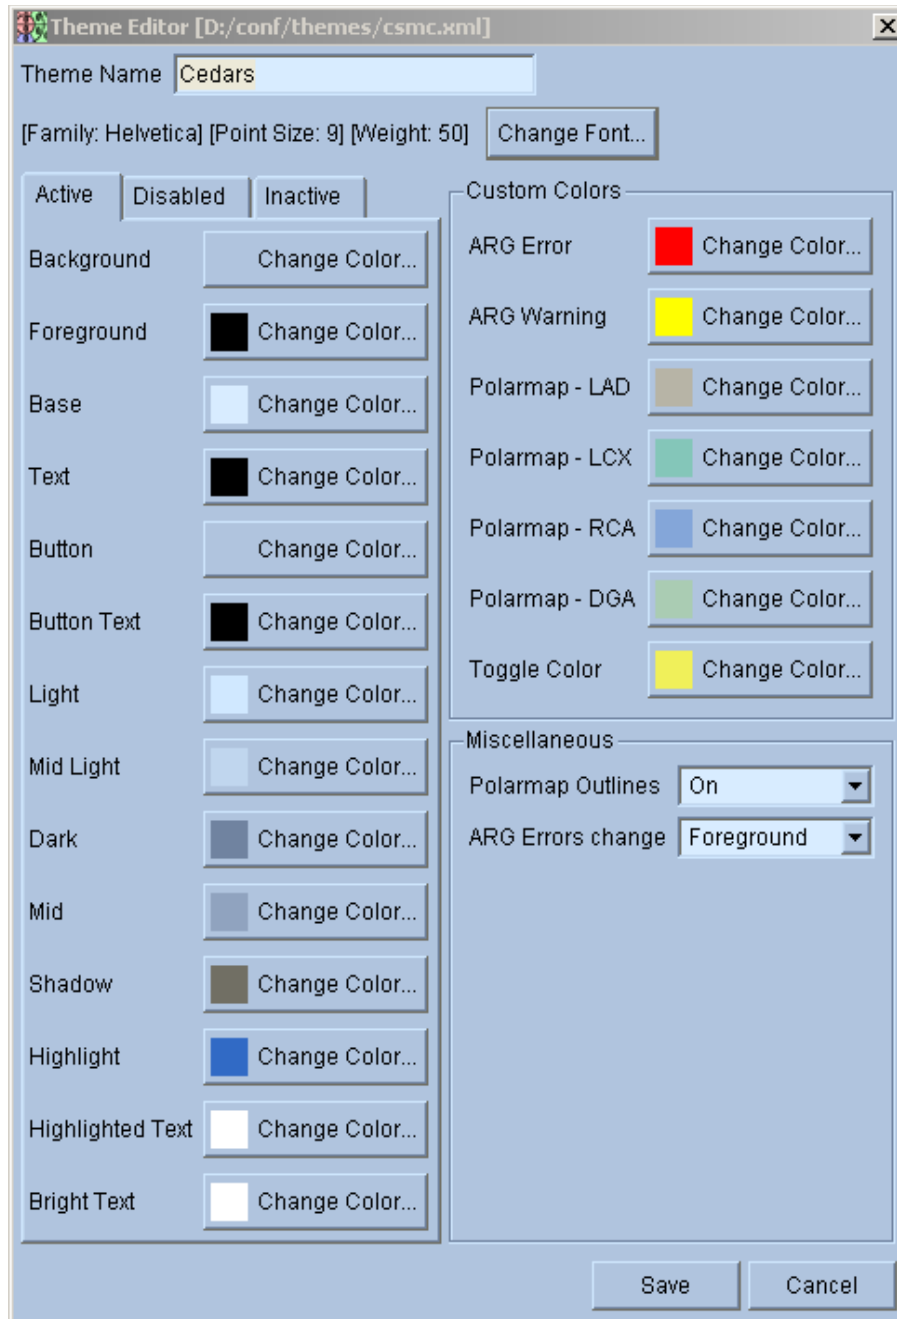 Theme Editor [D:/conf/themes/csmc.xml]
Theme Name Cedars
[Family: Helvetica] [Point Size: 9] [Weight: 50] Change Font...
Active Disabled Inactive
Background Change Color...
Foreground Change Color...
Base Change Color...
Text Change Color...
Button Change Color...
Button Text Change Color...
Light Change Color...
Mid Light Change Color...
Dark Change Color...
Mid Change Color...
Shadow Change Color...
Highlight Change Color...
Highlighted Text Change Color...
Bright Text Change Color...
Custom Colors
ARG Error Change Color...
ARG Warning Change Color...
Polarmap - LAD Change Color...
Polarmap - LCX Change Color...
Polarmap - RCA Change Color...
Polarmap - DGA Change Color...
Toggle Color Change Color...
Miscellaneous
Polarmap Outlines On
ARG Errors change Foreground
Save Cancel